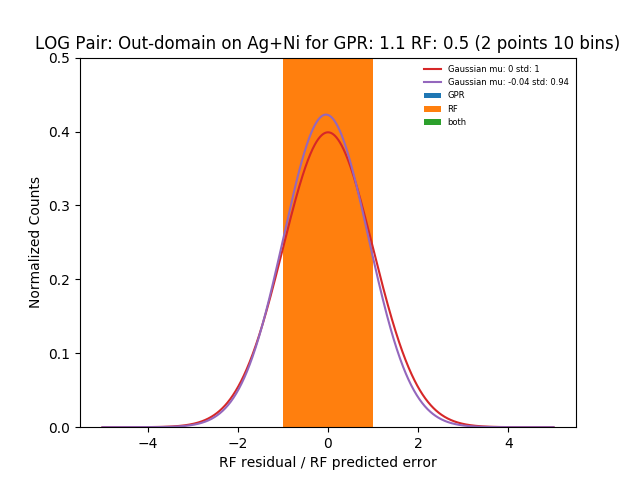 LOG Pair: Out-domain on Ag+Ni for GPR: 1.1 RF: 0.5 (2 points 10 bins)
Gaussian mu: 0 std: 1
Gaussian mu: -0.04 std: 0.94
GPR
RF
both
Normalized Counts
0.5
0.4
0.3
0.2
0.1
0.0
−4 −2 0 2 4
RF residual / RF predicted error